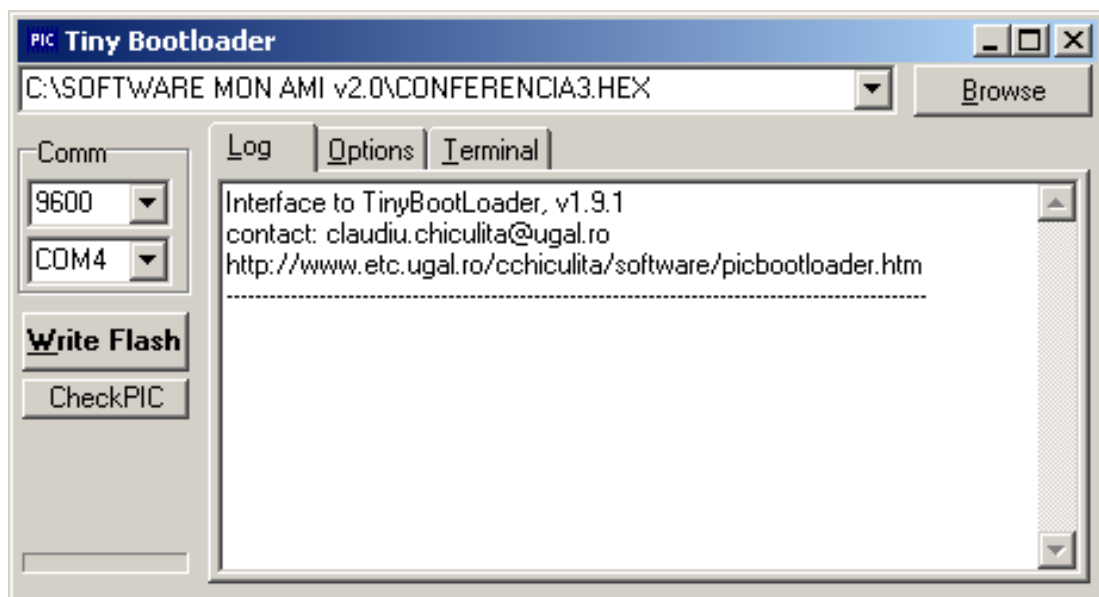 PIC Tiny Bootloader
C:\SOFTWARE MON AMI v2.0\CONFERENCIA3.HEX
Browse
Comm
Log Options Terminal
9600
COM4
Interface to TinyBootLoader, v1.9.1
contact: claudiu.chiculita@ugal.ro
http://www.etc.ugal.ro/cchiculita/software/picbootloader.htm
Write Flash
CheckPIC